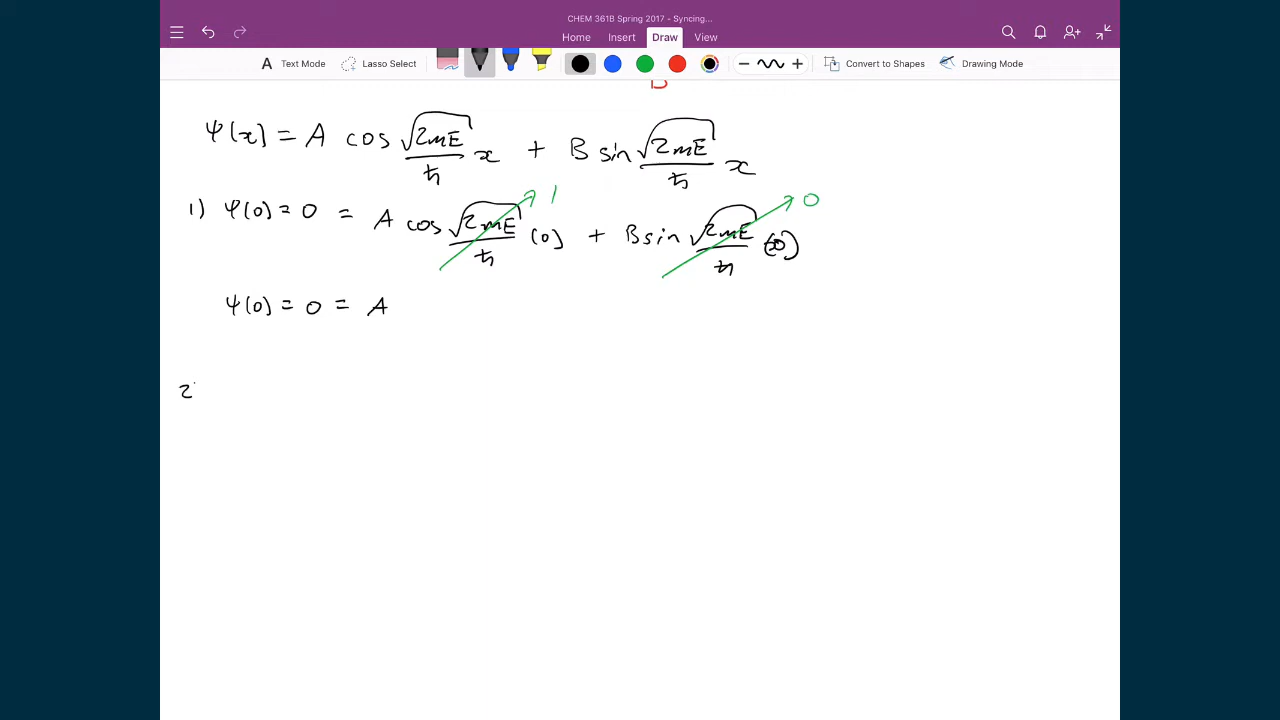 CHEM 361B Spring 2017 - Syncing...
Home Insert Draw View
A Text Mode Lasso Select Convert to Shapes Drawing Mode
B
Ψ(x) = A cos √2mE/ħ x + B sin √2mE/ħ x
1) Ψ(0) = 0 = A cos √2mE/ħ (0) + B sin √2mE/ħ (0)
1 0
Ψ(0) = 0 = A
2